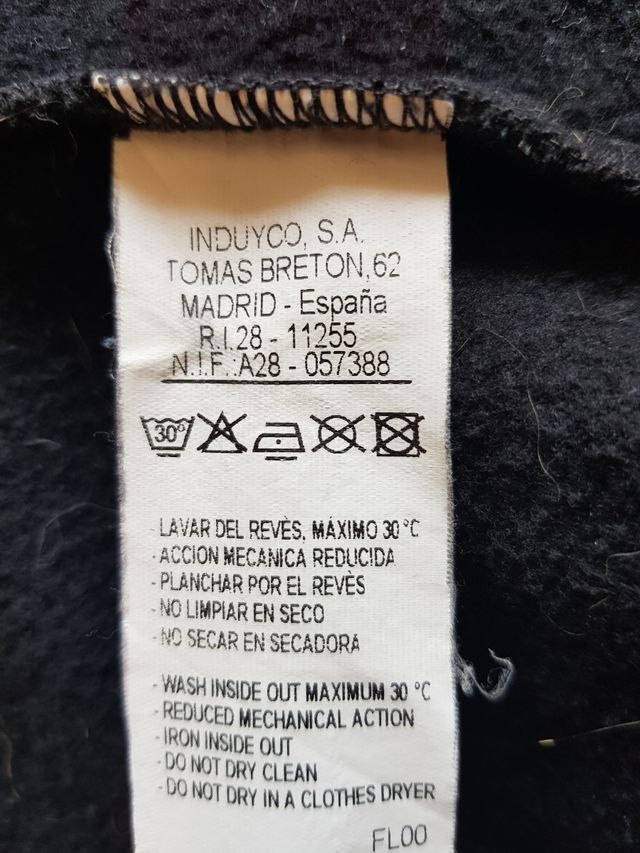 INDUYCO, S.A.
TOMAS BRETON,62
MADRID - España
R.I.28 - 11255
N.I.F.:A28 - 057388
30°
- LAVAR DEL REVÈS, MÁXIMO 30 °C
- ACCION MECANICA REDUCIDA
- PLANCHAR POR EL REVÈS
- NO LIMPIAR EN SECO
- NO SECAR EN SECADORA
- WASH INSIDE OUT MAXIMUM 30 °C
- REDUCED MECHANICAL ACTION
- IRON INSIDE OUT
- DO NOT DRY CLEAN
- DO NOT DRY IN A CLOTHES DRYER
FL00